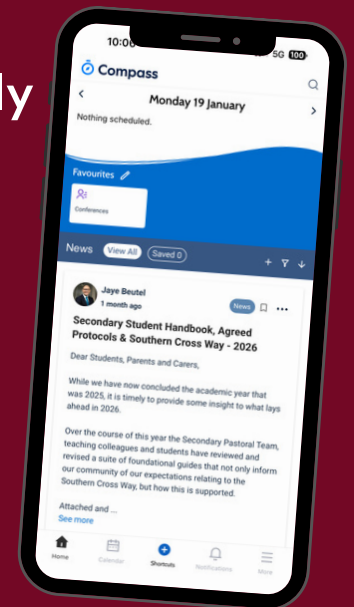 ly
10:06
5G 100
Compass
Monday 19 January
Nothing scheduled.
Favourites
Conferences
News View All Saved 0
Jaye Beutel
1 month ago
News
Secondary Student Handbook, Agreed
Protocols & Southern Cross Way - 2026
Dear Students, Parents and Carers,
While we have now concluded the academic year that
was 2025, it is timely to provide some insight to what lays
ahead in 2026.
Over the course of this year the Secondary Pastoral Team,
teaching colleagues and students have reviewed and
revised a suite of foundational guides that not only inform
our community of our expectations relating to the
Southern Cross Way, but how this is supported.
Attached and ...
See more
Home
Calendar
Shortcuts
Notifications
More